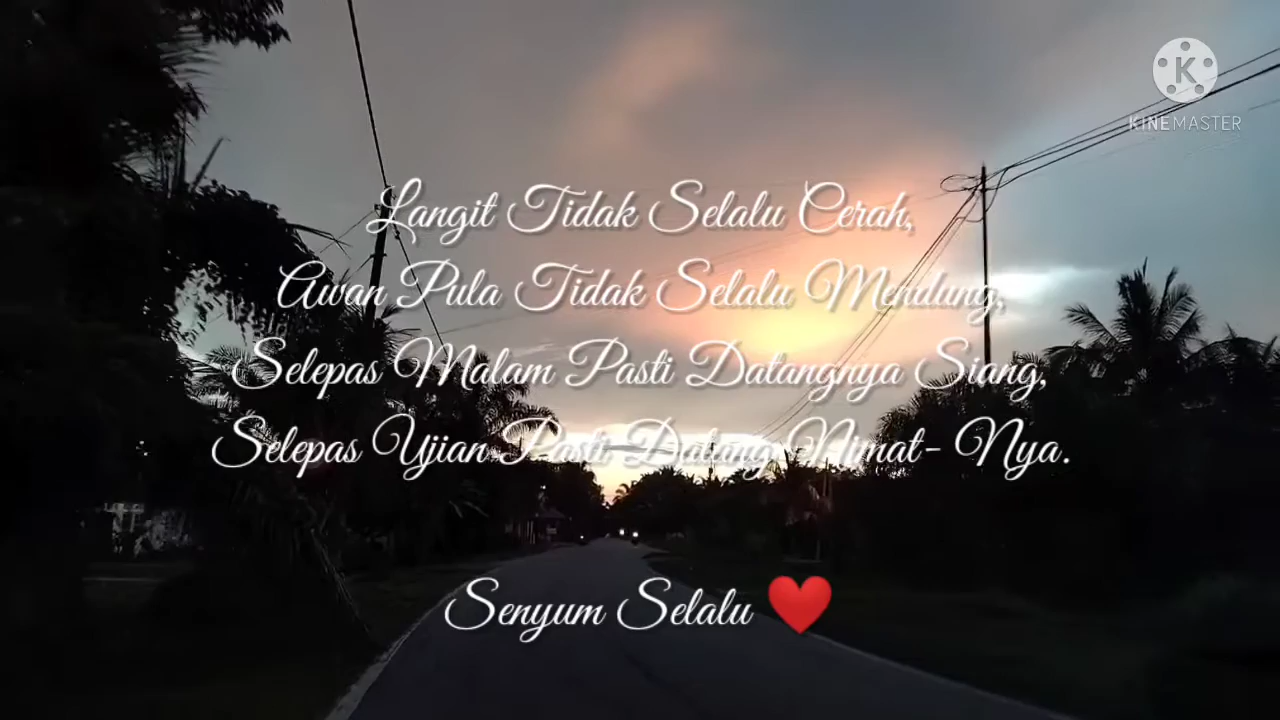 KINEMASTER
Langit Tidak Selalu Cerah,
Awan Pula Tidak Selalu Mendung,
Selepas Malam Pasti Datangnya Siang,
Selepas Ujian Pasti Datang Nimat- Nya.
Senyum Selalu ❤️